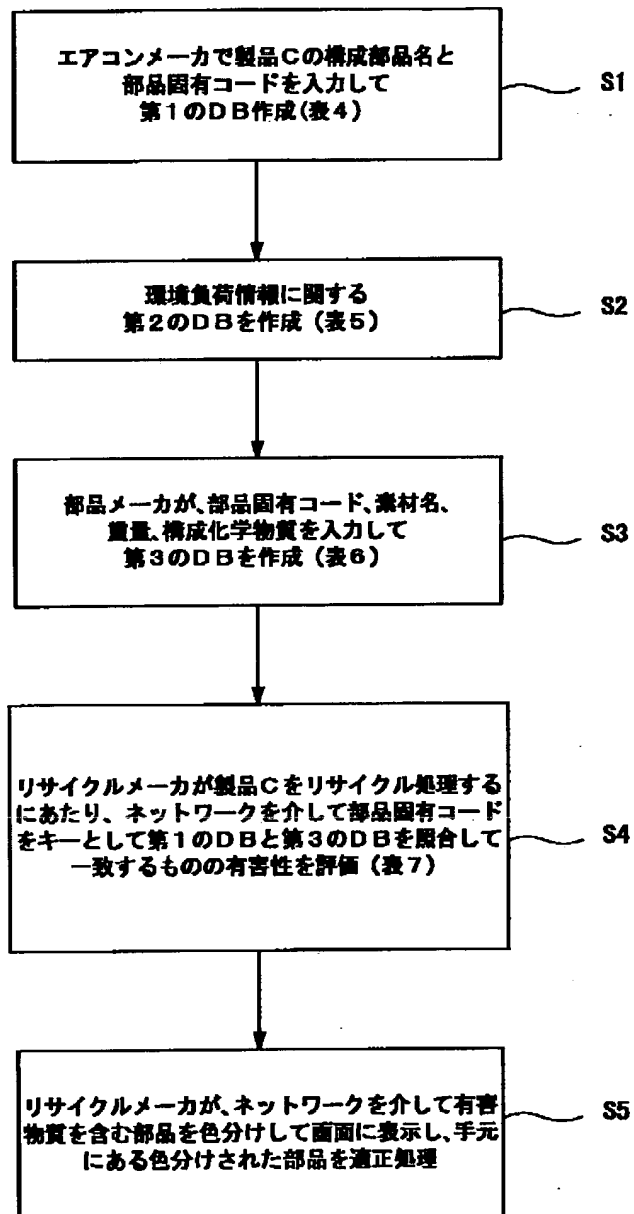 エアコンメーカで製品Cの構成部品名と
部品固有コードを入力して
第1のDB作成(表4)
S1
環境負荷情報に関する
第2のDBを作成(表5)
S2
部品メーカが、部品固有コード、素材名、
重量、構成化学物質を入力して
第3のDBを作成(表6)
S3
リサイクルメーカが製品Cをリサイクル処理する
にあたり、ネットワークを介して部品固有コード
をキーとして第1のDBと第3のDBを照合して
一致するものの有害性を評価(表7)
S4
リサイクルメーカが、ネットワークを介して有害
物質を含む部品を色分けして画面に表示し、手元
にある色分けされた部品を適正処理
S5